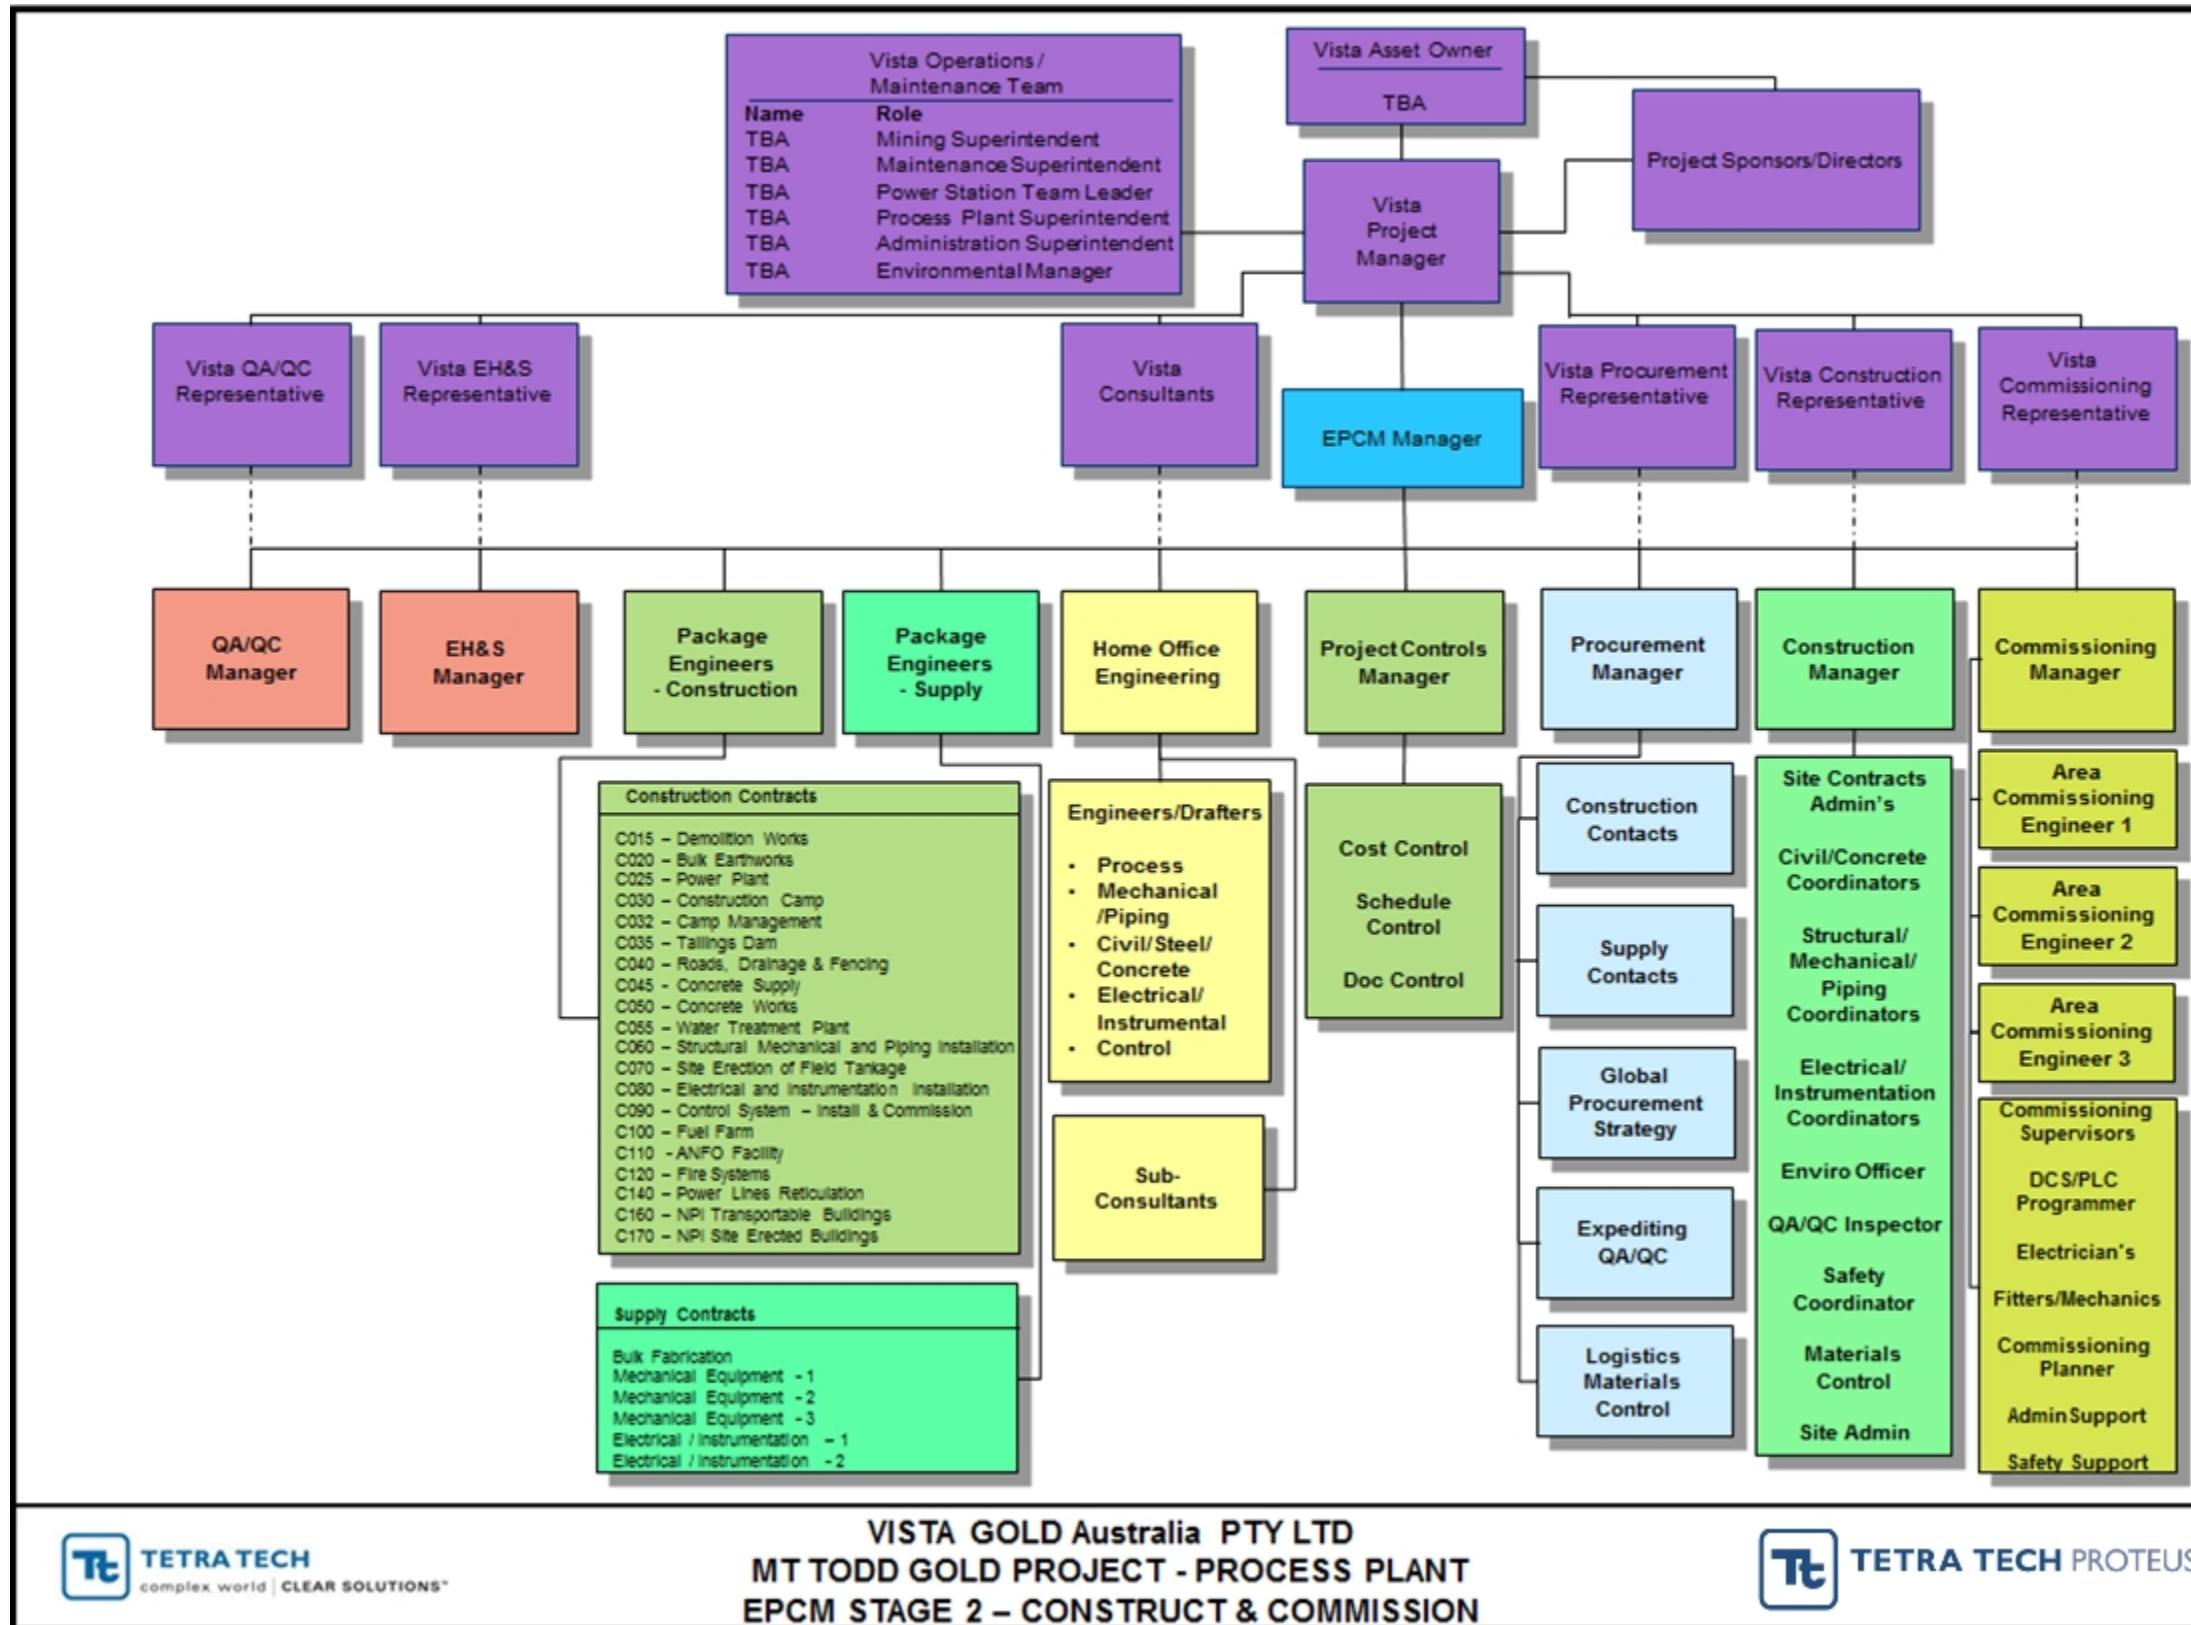 Vista Operations /
Maintenance Team
Name Role
TBA Mining Superintendent
TBA Maintenance Superintendent
TBA Power Station Team Leader
TBA Process Plant Superintendent
TBA Administration Superintendent
TBA Environmental Manager
Vista Asset Owner
TBA
Project Sponsors/Directors
Vista
Project
Manager
Vista QA/QC
Representative
Vista EH&S
Representative
Vista
Consultants
EPCM Manager
Vista Procurement
Representative
Vista Construction
Representative
Vista
Commissioning
Representative
QA/QC
Manager
EH&S
Manager
Package
Engineers
- Construction
Package
Engineers
- Supply
Home Office
Engineering
Project Controls
Manager
Procurement
Manager
Construction
Manager
Commissioning
Manager
Construction Contracts
C015 – Demolition Works
C020 – Bulk Earthworks
C025 – Power Plant
C030 – Construction Camp
C032 – Camp Management
C035 – Tailings Dam
C040 – Roads, Drainage & Fencing
C045 - Concrete Supply
C050 – Concrete Works
C055 – Water Treatment Plant
C060 – Structural Mechanical and Piping Installation
C070 – Site Erection of Field Tankage
C080 – Electrical and Instrumentation Installation
C090 – Control System – Install & Commission
C100 – Fuel Farm
C110 - ANFO Facility
C120 – Fire Systems
C140 – Power Lines Reticulation
C160 – NPI Transportable Buildings
C170 – NPI Site Erected Buildings
Supply Contracts
Bulk Fabrication
Mechanical Equipment - 1
Mechanical Equipment - 2
Mechanical Equipment - 3
Electrical / Instrumentation – 1
Electrical / Instrumentation - 2
Engineers/Drafters
• Process
• Mechanical
/Piping
• Civil/Steel/
Concrete
• Electrical/
Instrumental
• Control
Sub-
Consultants
Cost Control
Schedule
Control
Doc Control
Construction
Contacts
Supply
Contacts
Global
Procurement
Strategy
Expediting
QA/QC
Logistics
Materials
Control
Site Contracts
Admin's
Civil/Concrete
Coordinators
Structural/
Mechanical/
Piping
Coordinators
Electrical/
Instrumentation
Coordinators
Enviro Officer
QA/QC Inspector
Safety
Coordinator
Materials
Control
Site Admin
Area
Commissioning
Engineer 1
Area
Commissioning
Engineer 2
Area
Commissioning
Engineer 3
Commissioning
Supervisors
DCS/PLC
Programmer
Electrician's
Fitters/Mechanics
Commissioning
Planner
Admin Support
Safety Support
Tt TETRA TECH
complex world | CLEAR SOLUTIONS™
VISTA GOLD Australia PTY LTD
MT TODD GOLD PROJECT - PROCESS PLANT
EPCM STAGE 2 – CONSTRUCT & COMMISSION
Tt TETRA TECH PROTEUS